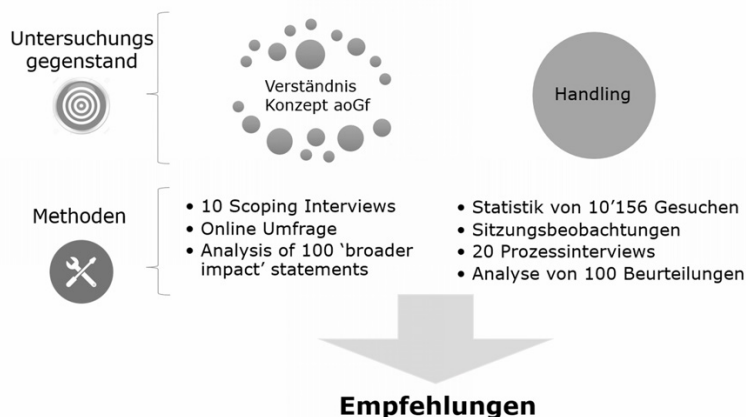 Untersuchungs
gegenstand
Verständnis
Konzept aoGf
Handling
Methoden
• 10 Scoping Interviews
• Online Umfrage
• Analysis of 100 ‘broader
impact’ statements
• Statistik von 10’156 Gesuchen
• Sitzungsbeobachtungen
• 20 Prozessinterviews
• Analyse von 100 Beurteilungen
Empfehlungen